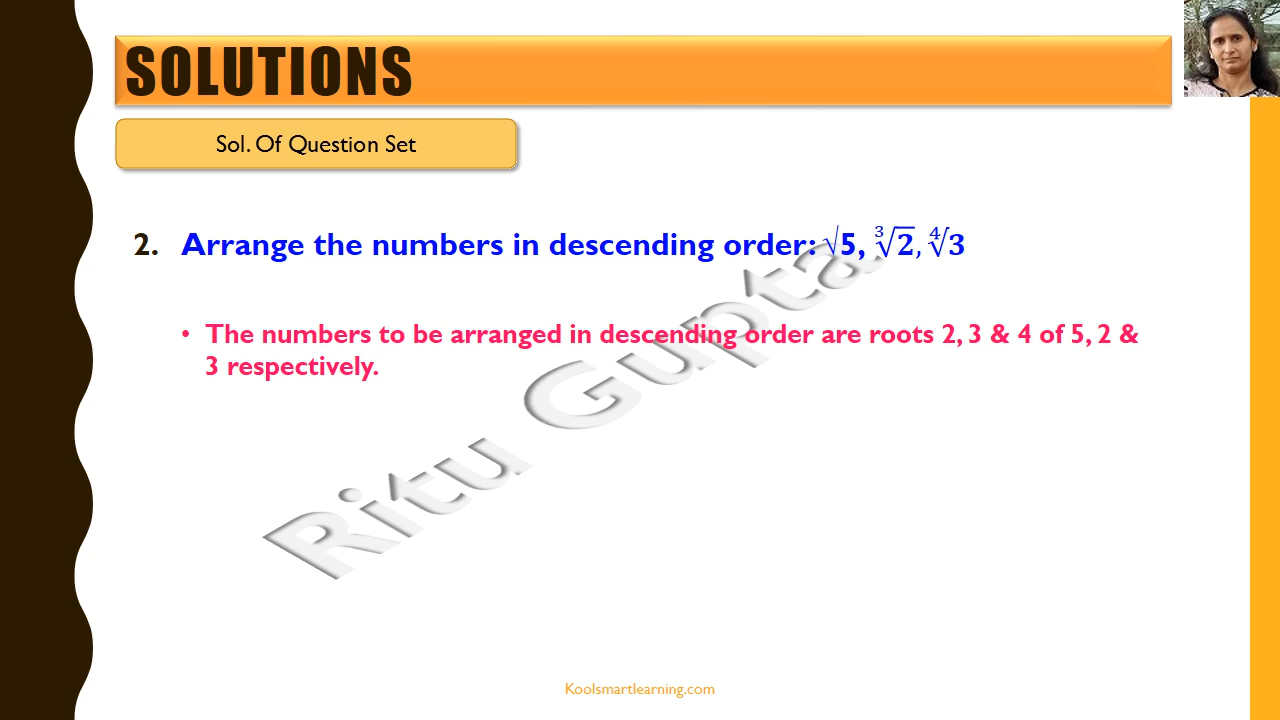 SOLUTIONS
Sol. Of Question Set
2. Arrange the numbers in descending order: √5, ∛2, ∜3
• The numbers to be arranged in descending order are roots 2, 3 & 4 of 5, 2 &
3 respectively.
Ritu Gupta
Koolsmartlearning.com